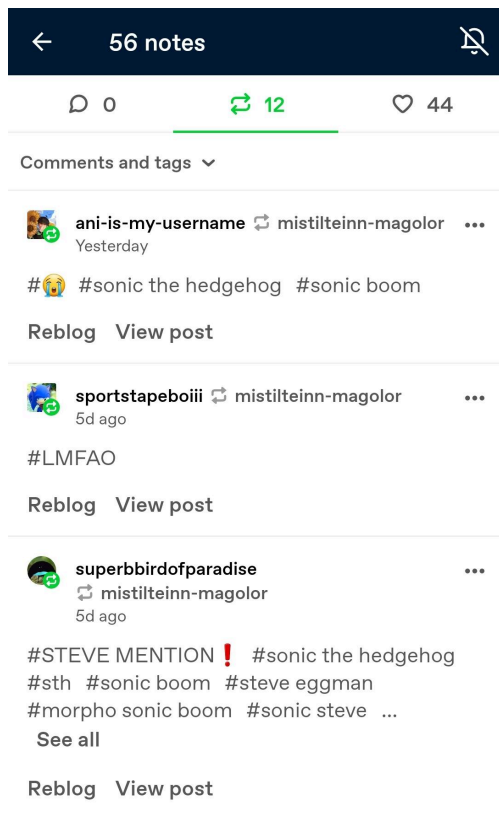 56 notes
0 12 44
Comments and tags
ani-is-my-username mistilteinn-magolor
Yesterday
#😭 #sonic the hedgehog #sonic boom
Reblog View post
sportstapeboiii mistilteinn-magolor
5d ago
#LMFAO
Reblog View post
superbbirdofparadise
mistilteinn-magolor
5d ago
#STEVE MENTION❗ #sonic the hedgehog
#sth #sonic boom #steve eggman
#morpho sonic boom #sonic steve ...
See all
Reblog View post